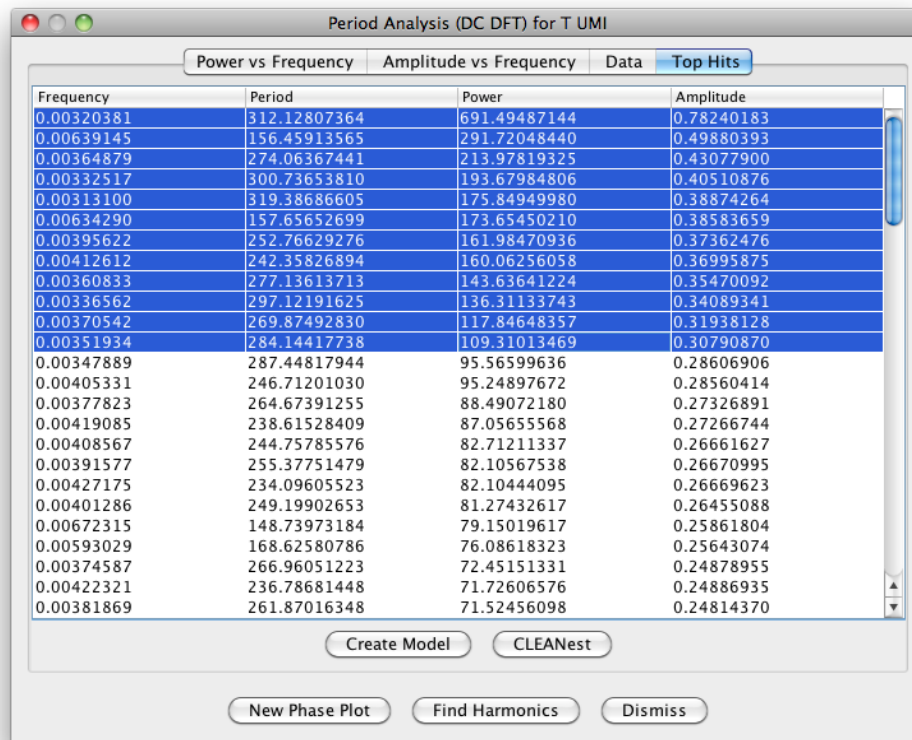 Period Analysis (DC DFT) for T UMI
Power vs Frequency Amplitude vs Frequency Data Top Hits
Frequency Period Power Amplitude
0.00320381 312.12807364 691.49487144 0.78240183
0.00639145 156.45913565 291.72048440 0.49880393
0.00364879 274.06367441 213.97819325 0.43077900
0.00332517 300.73653810 193.67984806 0.40510876
0.00313100 319.38686605 175.84949980 0.38874264
0.00634290 157.65652699 173.65450210 0.38583659
0.00395622 252.76629276 161.98470936 0.37362476
0.00412612 242.35826894 160.06256058 0.36995875
0.00360833 277.13613713 143.63641224 0.35470092
0.00336562 297.12191625 136.31133743 0.34089341
0.00370542 269.87492830 117.84648357 0.31938128
0.00351934 284.14417738 109.31013469 0.30790870
0.00347889 287.44817944 95.56599636 0.28606906
0.00405331 246.71201030 95.24897672 0.28560414
0.00377823 264.67391255 88.49072180 0.27326891
0.00419085 238.61528409 87.05655568 0.27266744
0.00408567 244.75785576 82.71211337 0.26661627
0.00391577 255.37751479 82.10567538 0.26670995
0.00427175 234.09605523 82.10444095 0.26669623
0.00401286 249.19902653 81.27432617 0.26455088
0.00672315 148.73973184 79.15019617 0.25861804
0.00593029 168.62580786 76.08618323 0.25643074
0.00374587 266.96051223 72.45151331 0.24878955
0.00422321 236.78681448 71.72606576 0.24886935
0.00381869 261.87016348 71.52456098 0.24814370
Create Model CLEANest
New Phase Plot Find Harmonics Dismiss